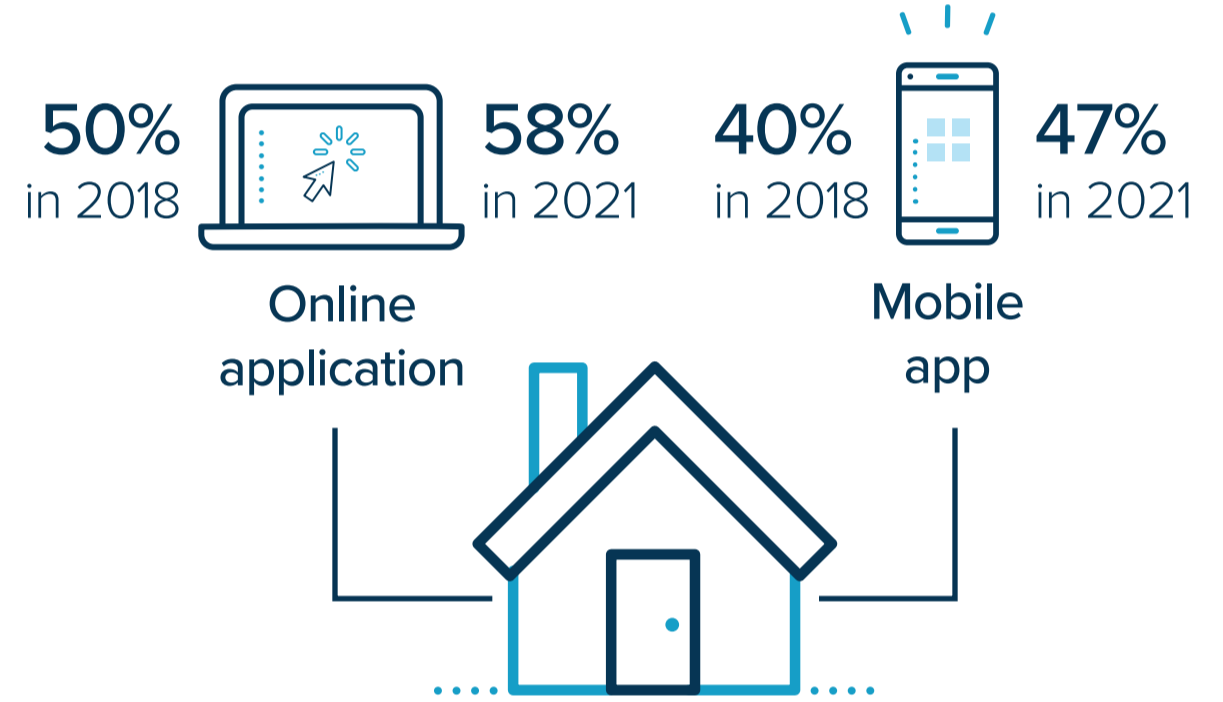 50%
in 2018
58%
in 2021
Online
application
40%
in 2018
47%
in 2021
Mobile
app